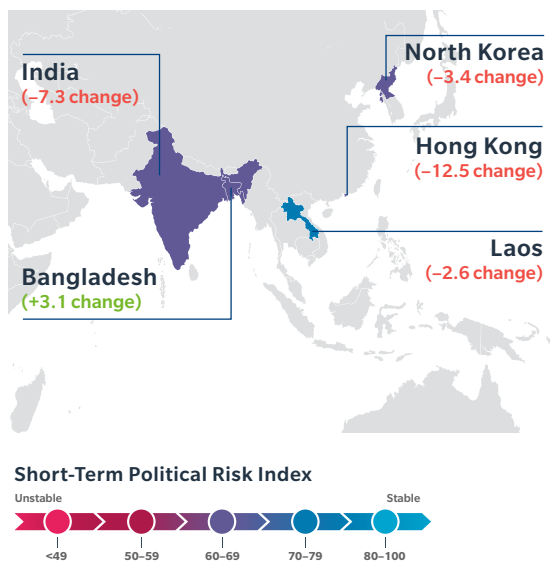 North Korea
(–3.4 change)
India
(–7.3 change)
Hong Kong
(–12.5 change)
Laos
(–2.6 change)
Bangladesh
(+3.1 change)
Short-Term Political Risk Index
Unstable
Stable
<49
50–59
60–69
70–79
80–100